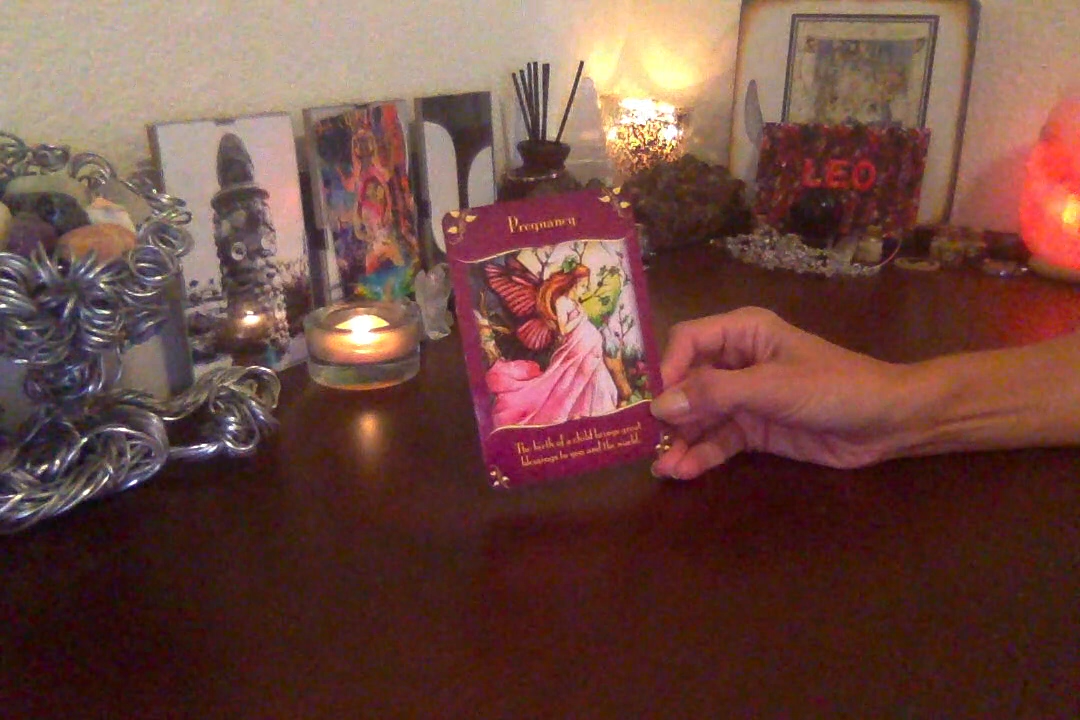 LEO
Pregnancy
The birth of a child brings great
blessings to you and the world.